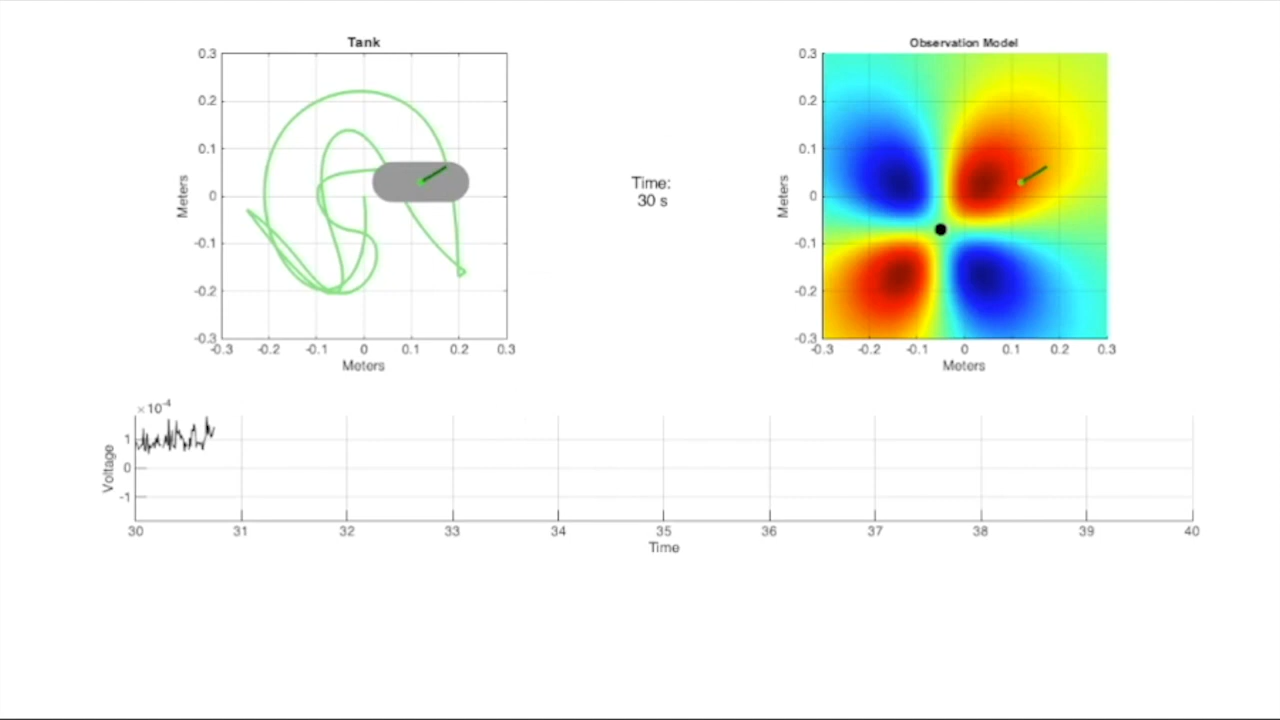 Tank
0.3
0.2
0.1
0
-0.1
-0.2
-0.3
Meters
-0.3 -0.2 -0.1 0 0.1 0.2 0.3
Meters
Time:
30 s
Observation Model
0.3
0.2
0.1
0
-0.1
-0.2
-0.3
Meters
-0.3 -0.2 -0.1 0 0.1 0.2 0.3
Meters
×10⁻⁴
1
0
-1
Voltage
30 31 32 33 34 35 36 37 38 39 40
Time